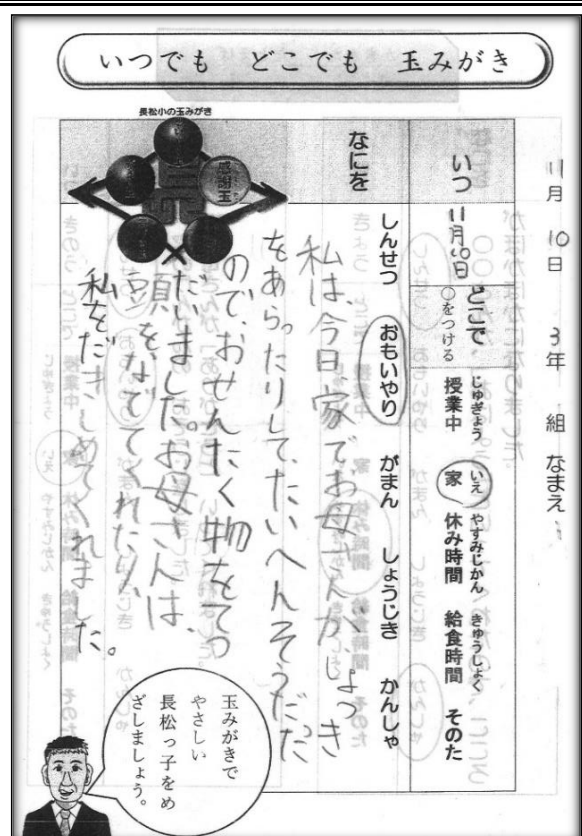 いつでも　どこでも　玉みがき
11月　10日　3年　組　なまえ
いつ
11月10日
どこで
○をつける
じゅぎょう　いえ　やすみじかん　きゅうしょく
授業中　家　休み時間　給食時間　そのた
なにを
しんせつ　おもいやり　がまん　しょうじき　かんしゃ
長松小の玉みがき
感謝玉
私は、今日家でお母さんが、しょっき
をあらったりして、たいへんそうだった
ので、おせんたく物をてつ
だいました。お母さんは、
頭をなでてくれたり、
私をだきしめてくれました。
玉みがきで
やさしい
長松っ子をめ
ざしましょう。